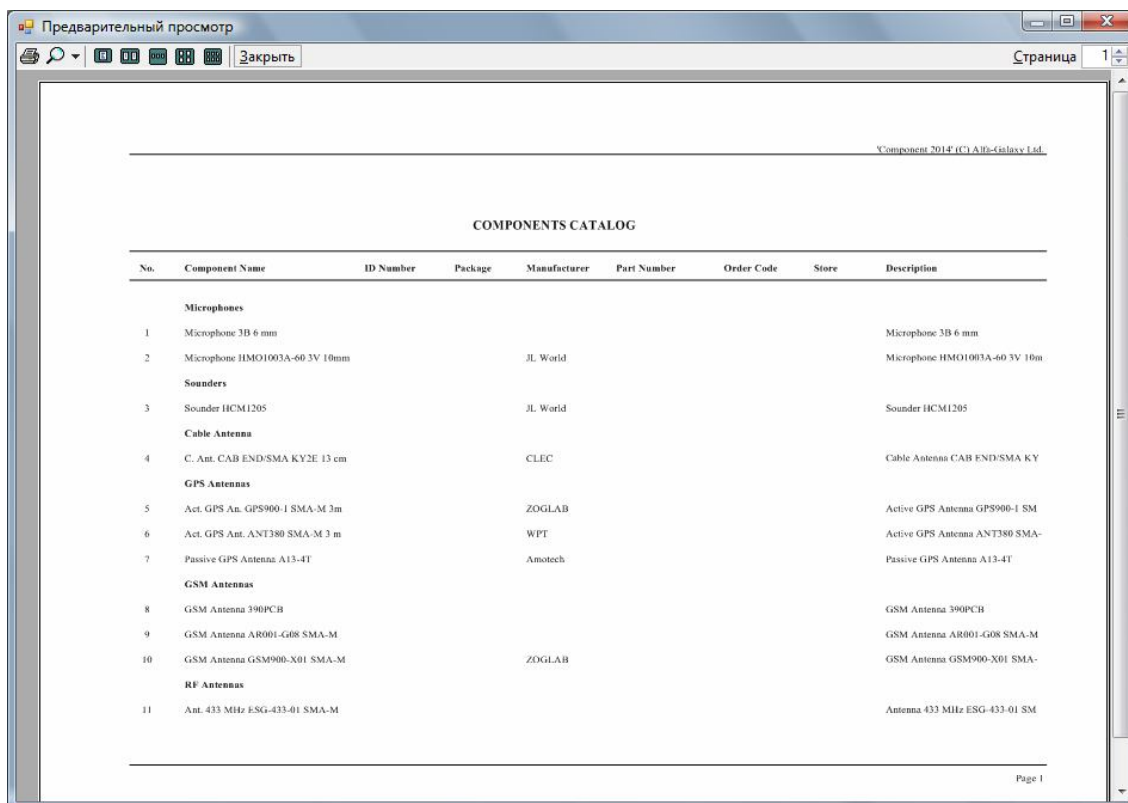 Предварительный просмотр
Закрыть Страница 1
'Component 2014' (C) Alfa-Galaxy Ltd.
COMPONENTS CATALOG
No. Component Name ID Number Package Manufacturer Part Number Order Code Store Description
Microphones
1 Microphone 3B 6 mm Microphone 3B 6 mm
2 Microphone HMO1003A-60 3V 10mm JL World Microphone HMO1003A-60 3V 10m
Sounders
3 Sounder HCM1205 JL World Sounder HCM1205
Cable Antenna
4 C. Ant. CAB END/SMA KY2E 13 cm CLEC Cable Antenna CAB END/SMA KY
GPS Antennas
5 Act. GPS An. GPS900-1 SMA-M 3m ZOGLAB Active GPS Antenna GPS900-1 SM
6 Act. GPS Ant. ANT380 SMA-M 3 m WPT Active GPS Antenna ANT380 SMA-
7 Passive GPS Antenna A13-4T Amotech Passive GPS Antenna A13-4T
GSM Antennas
8 GSM Antenna 390PCB GSM Antenna 390PCB
9 GSM Antenna AR001-G08 SMA-M GSM Antenna AR001-G08 SMA-M
10 GSM Antenna GSM900-X01 SMA-M ZOGLAB GSM Antenna GSM900-X01 SMA-
RF Antennas
11 Ant. 433 MHz ESG-433-01 SMA-M Antenna 433 MHz ESG-433-01 SM
Page 1